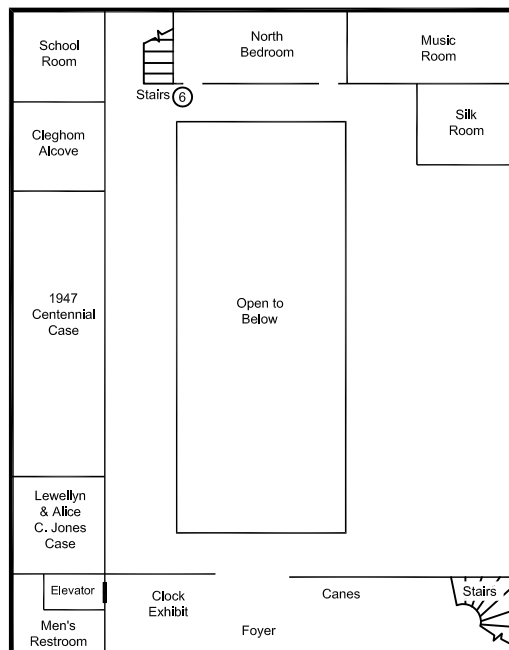 School
Room
North
Bedroom
Music
Room
Stairs 6
Cleghom
Alcove
Silk
Room
1947
Centennial
Case
Open to
Below
Lewellyn
& Alice
C. Jones
Case
Elevator
Clock
Exhibit
Canes
Stairs
Men's
Restroom
Foyer